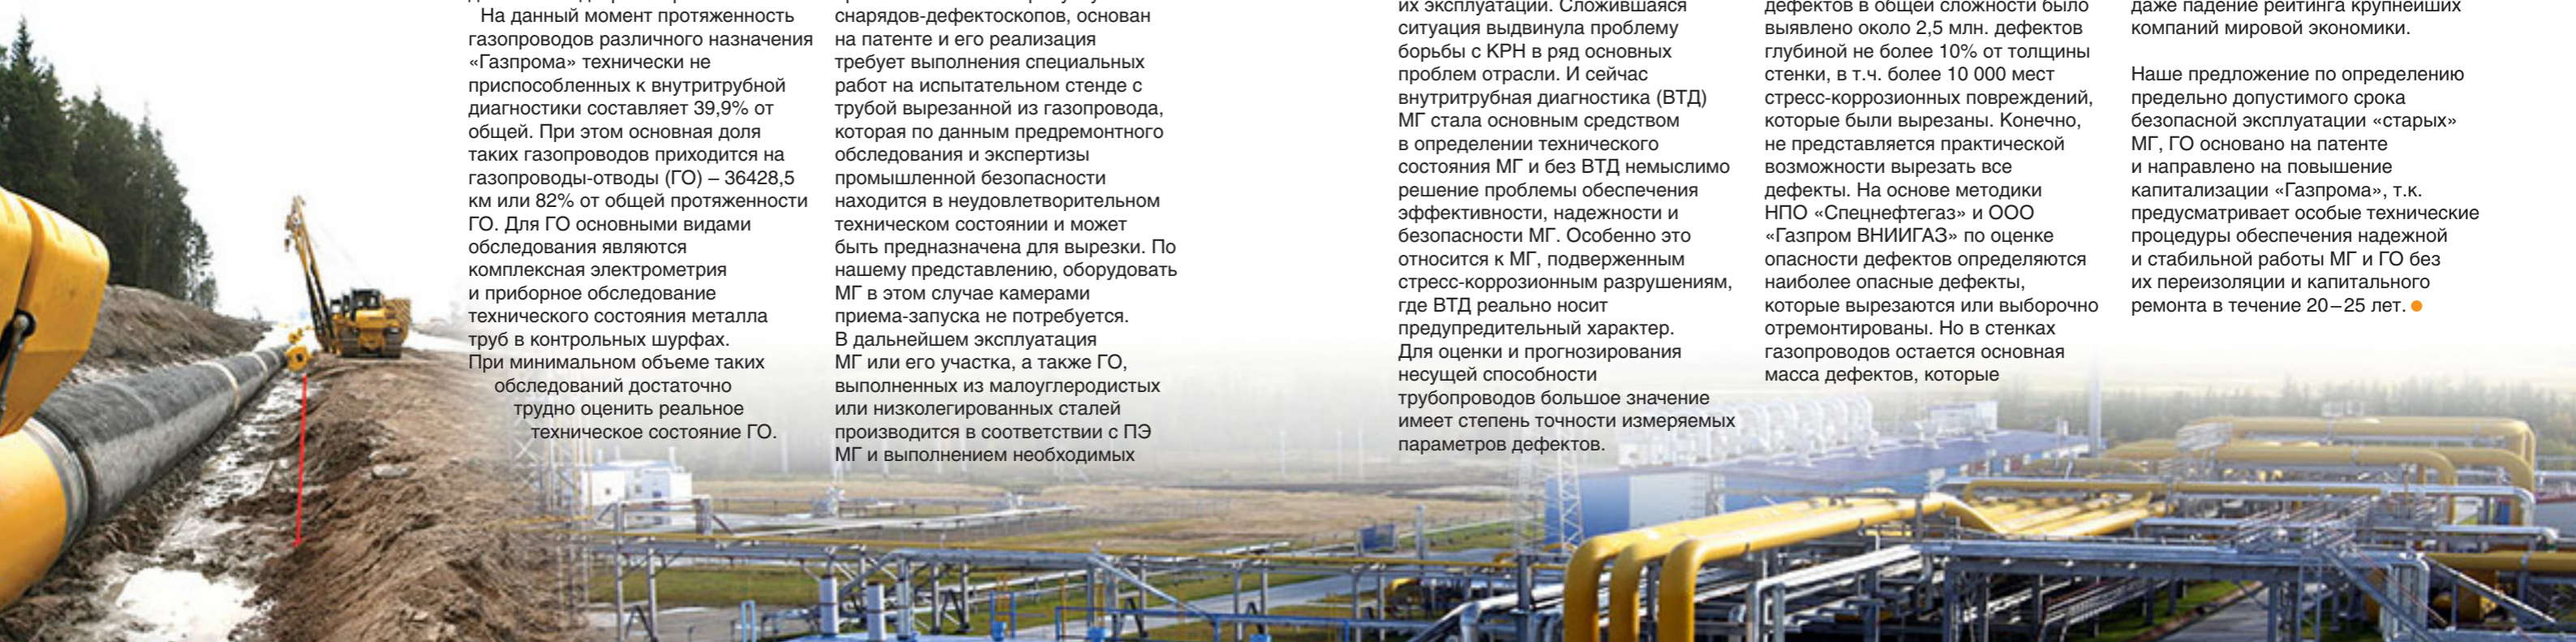 На данный момент протяженность
газопроводов различного назначения
«Газпрома» технически не
приспособленных к внутритрубной
диагностики составляет 39,9% от
общей. При этом основная доля
таких газопроводов приходится на
газопроводы-отводы (ГО) – 36428,5
км или 82% от общей протяженности
ГО. Для ГО основными видами
обследования являются
комплексная электрометрия
и приборное обследование
технического состояния металла
труб в контрольных шурфах.
При минимальном объеме таких
обследований достаточно
трудно оценить реальное
техническое состояние ГО.
снарядов-дефектоскопов, основан
на патенте и его реализация
требует выполнения специальных
работ на испытательном стенде с
трубой вырезанной из газопровода,
которая по данным предремонтного
обследования и экспертизы
промышленной безопасности
находится в неудовлетворительном
техническом состоянии и может
быть предназначена для вырезки. По
нашему представлению, оборудовать
МГ в этом случае камерами
приема-запуска не потребуется.
В дальнейшем эксплуатация
МГ или его участка, а также ГО,
выполненных из малоуглеродистых
или низколегированных сталей
производится в соответствии с ПЭ
МГ и выполнением необходимых
их эксплуатации. Сложившаяся
ситуация выдвинула проблему
борьбы с КРН в ряд основных
проблем отрасли. И сейчас
внутритрубная диагностика (ВТД)
МГ стала основным средством
в определении технического
состояния МГ и без ВТД немыслимо
решение проблемы обеспечения
эффективности, надежности и
безопасности МГ. Особенно это
относится к МГ, подверженным
стресс-коррозионным разрушениям,
где ВТД реально носит
предупредительный характер.
Для оценки и прогнозирования
несущей способности
трубопроводов большое значение
имеет степень точности измеряемых
параметров дефектов.
дефектов в общей сложности было
выявлено около 2,5 млн. дефектов
глубиной не более 10% от толщины
стенки, в т.ч. более 10 000 мест
стресс-коррозионных повреждений,
которые были вырезаны. Конечно,
не представляется практической
возможности вырезать все
дефекты. На основе методики
НПО «Спецнефтегаз» и ООО
«Газпром ВНИИГАЗ» по оценке
опасности дефектов определяются
наиболее опасные дефекты,
которые вырезаются или выборочно
отремонтированы. Но в стенках
газопроводов остается основная
масса дефектов, которые
даже падение рейтинга крупнейших
компаний мировой экономики.
Наше предложение по определению
предельно допустимого срока
безопасной эксплуатации «старых»
МГ, ГО основано на патенте
и направлено на повышение
капитализации «Газпрома», т.к.
предусматривает особые технические
процедуры обеспечения надежной
и стабильной работы МГ и ГО без
их переизоляции и капитального
ремонта в течение 20–25 лет.